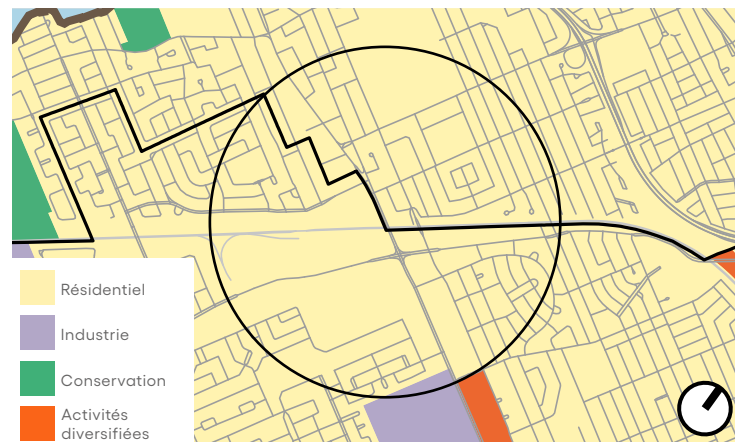 Résidentiel
Industrie
Conservation
Activités
diversifiées